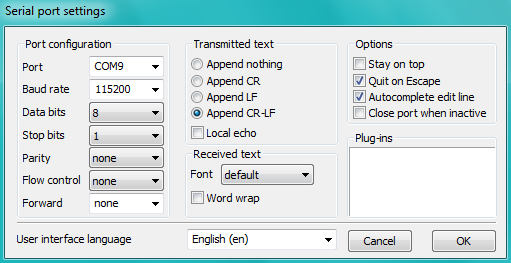 Serial port settings
Port configuration
Port COM9
Baud rate 115200
Data bits 8
Stop bits 1
Parity none
Flow control none
Forward none
Transmitted text
Append nothing
Append CR
Append LF
Append CR-LF
Local echo
Received text
Font default
Word wrap
Options
Stay on top
Quit on Escape
Autocomplete edit line
Close port when inactive
Plug-ins
User interface language English (en)
Cancel
OK